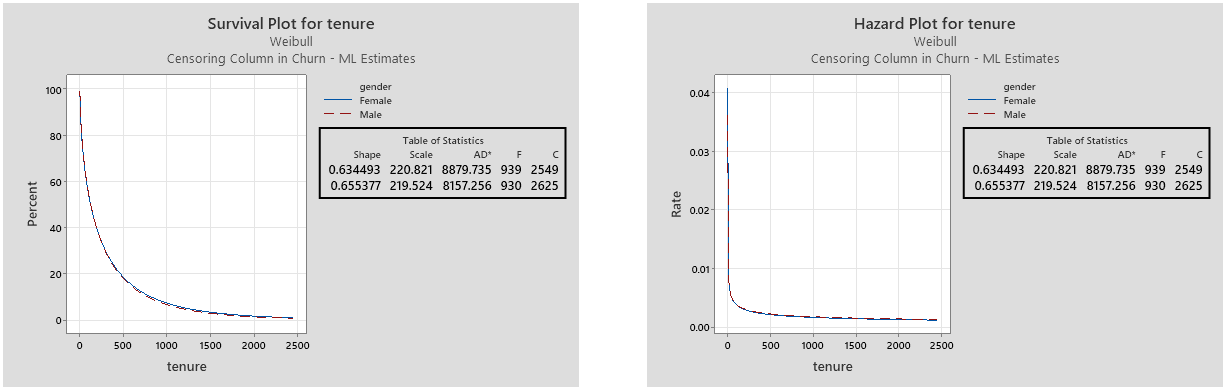 Survival Plot for tenure
Weibull
Censoring Column in Churn - ML Estimates
gender
Female
Male
Table of Statistics
Shape Scale AD* F C
0.634493 220.821 8879.735 939 2549
0.655377 219.524 8157.256 930 2625
100
80
60
40
20
0
Percent
0 500 1000 1500 2000 2500
tenure
Hazard Plot for tenure
Weibull
Censoring Column in Churn - ML Estimates
gender
Female
Male
Table of Statistics
Shape Scale AD* F C
0.634493 220.821 8879.735 939 2549
0.655377 219.524 8157.256 930 2625
0.04
0.03
0.02
0.01
0.00
Rate
0 500 1000 1500 2000 2500
tenure